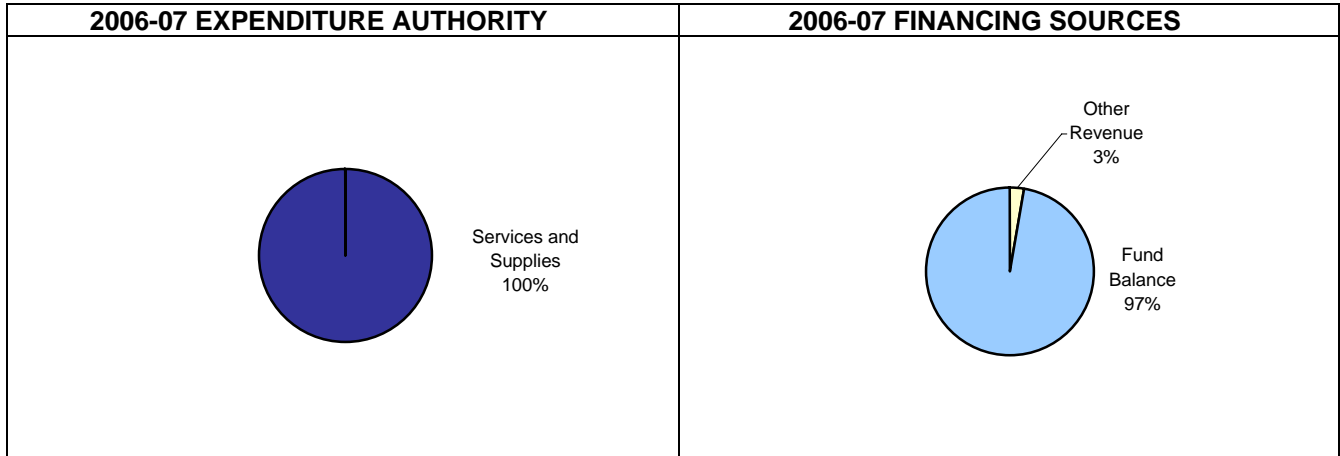 2006-07 EXPENDITURE AUTHORITY
2006-07 FINANCING SOURCES
Services and
Supplies
100%
Other
Revenue
3%
Fund
Balance
97%